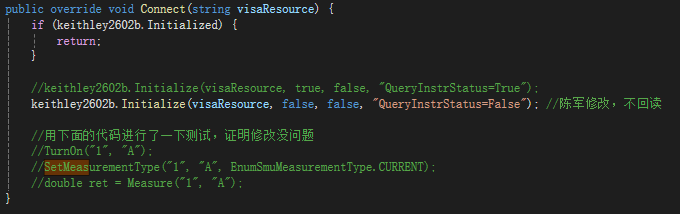 public override void Connect(string visaResource) {
if (keithley2602b.Initialized) {
return;
}
//keithley2602b.Initialize(visaResource, true, false, "QueryInstrStatus=True");
keithley2602b.Initialize(visaResource, false, false, "QueryInstrStatus=False"); //陈军修改，不回读
//用下面的代码进行了一下测试，证明修改没问题
//TurnOn("1", "A");
//SetMeasurementType("1", "A", EnumSmuMeasurementType.CURRENT);
//double ret = Measure("1", "A");
}